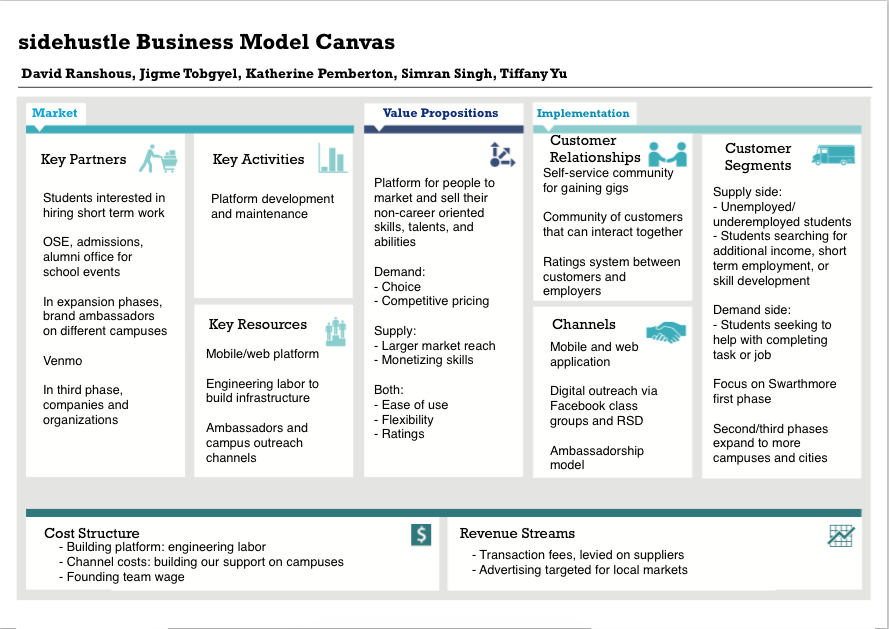 sidehustle Business Model Canvas
David Ranshous, Jigme Tobgyel, Katherine Pemberton, Simran Singh, Tiffany Yu
Market
Key Partners
Students interested in
hiring short term work
OSE, admissions,
alumni office for
school events
In expansion phases,
brand ambassadors
on different campuses
Venmo
In third phase,
companies and
organizations
Key Activities
Platform development
and maintenance
Key Resources
Mobile/web platform
Engineering labor to
build infrastructure
Ambassadors and
campus outreach
channels
Value Propositions
Platform for people to
market and sell their
non-career oriented
skills, talents, and
abilities
Demand:
- Choice
- Competitive pricing
Supply:
- Larger market reach
- Monetizing skills
Both:
- Ease of use
- Flexibility
- Ratings
Implementation
Customer
Relationships
Self-service community
for gaining gigs
Community of customers
that can interact together
Ratings system between
customers and
employers
Channels
Mobile and web
application
Digital outreach via
Facebook class
groups and RSD
Ambassadorship
model
Customer
Segments
Supply side:
- Unemployed/
underemployed students
- Students searching for
additional income, short
term employment, or
skill development
Demand side:
- Students seeking to
help with completing
task or job
Focus on Swarthmore
first phase
Second/third phases
expand to more
campuses and cities
Cost Structure
- Building platform: engineering labor
- Channel costs: building our support on campuses
- Founding team wage
$
Revenue Streams
- Transaction fees, levied on suppliers
- Advertising targeted for local markets